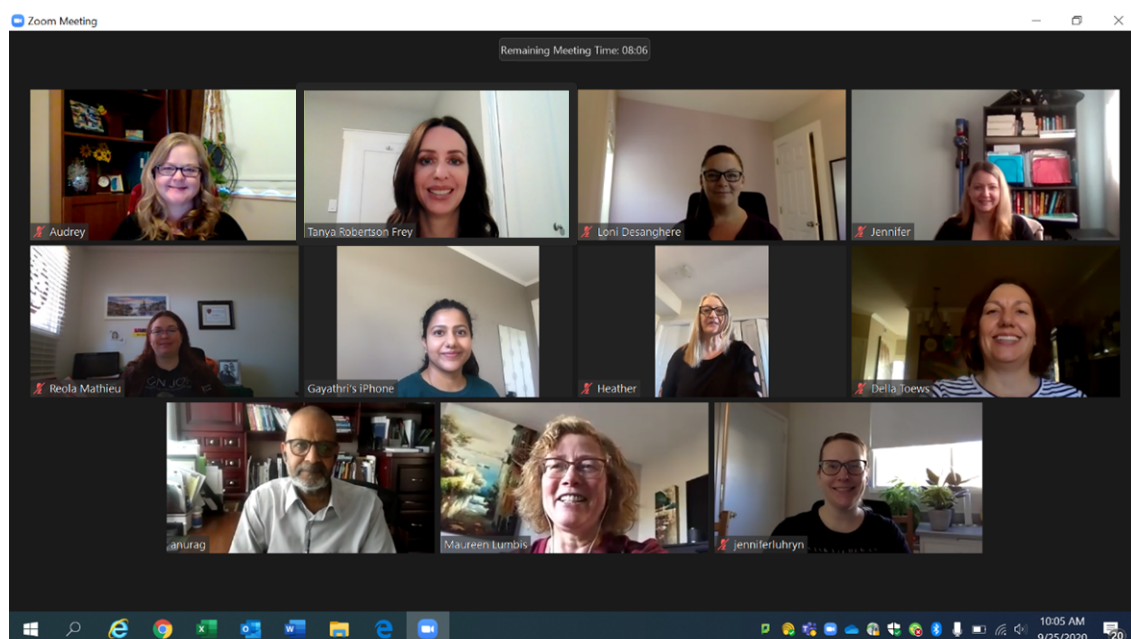 Zoom Meeting
Remaining Meeting Time: 08:06
Audrey
Tanya Robertson Frey
Loni Desanghere
Jennifer
Reola Mathieu
Gayathri's iPhone
Heather
Della Toews
anurag
Maureen Lumbis
jenniferluhryn
10:05 AM
9/25/2020
20